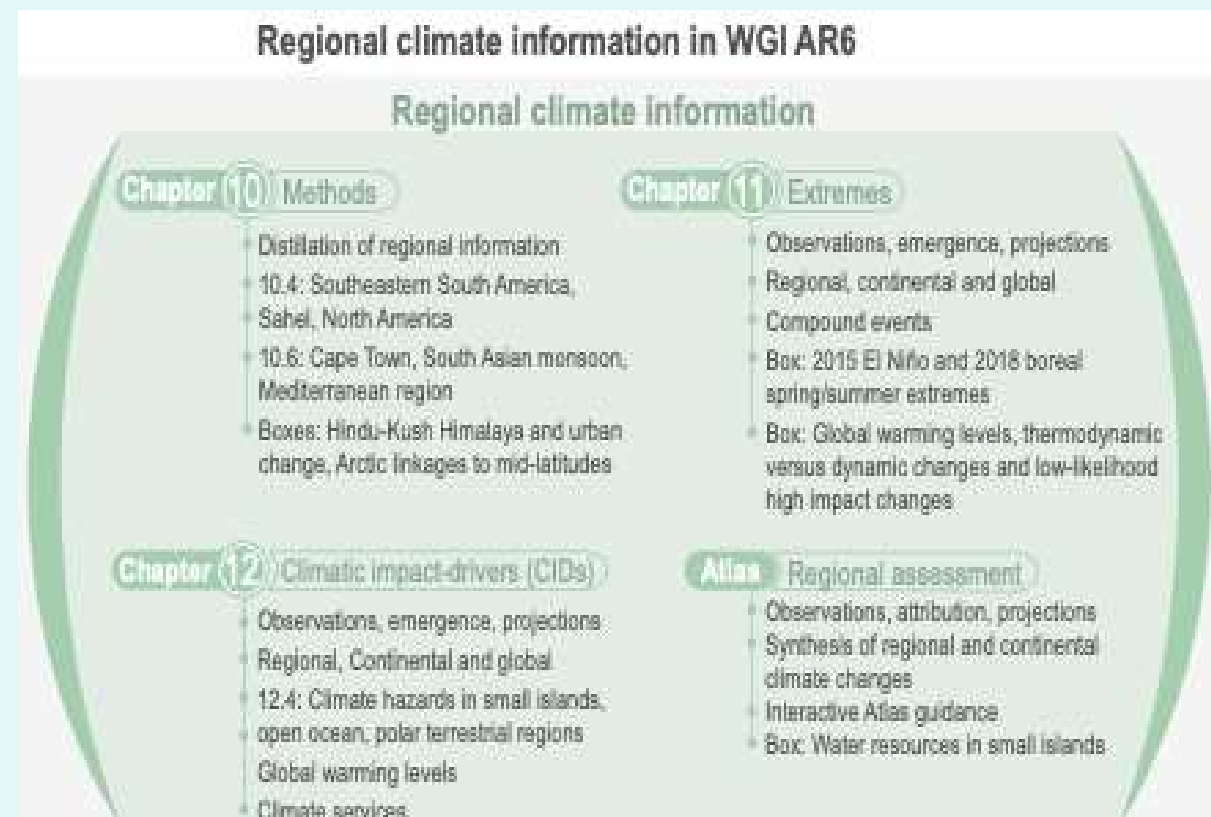 Regional climate information in WGI AR6
Regional climate information
Chapter 10 Methods
Distillation of regional information
10.4: Southeastern South America,
Sahel, North America
10.6: Cape Town, South Asian monsoon,
Mediterranean region
Boxes: Hindu-Kush Himalaya and urban
change, Arctic linkages to mid-latitudes
Chapter 11 Extremes
Observations, emergence, projections
Regional, continental and global
Compound events
Box: 2015 El Niño and 2018 boreal
spring/summer extremes
Box: Global warming levels, thermodynamic
versus dynamic changes and low-likelihood
high impact changes
Chapter 12 Climatic impact-drivers (CIDs)
Observations, emergence, projections
Regional, Continental and global
12.4: Climate hazards in small islands,
open ocean, polar terrestrial regions
Global warming levels
Climate services
Atlas Regional assessment
Observations, attribution, projections
Synthesis of regional and continental
climate changes
Interactive Atlas guidance
Box: Water resources in small islands